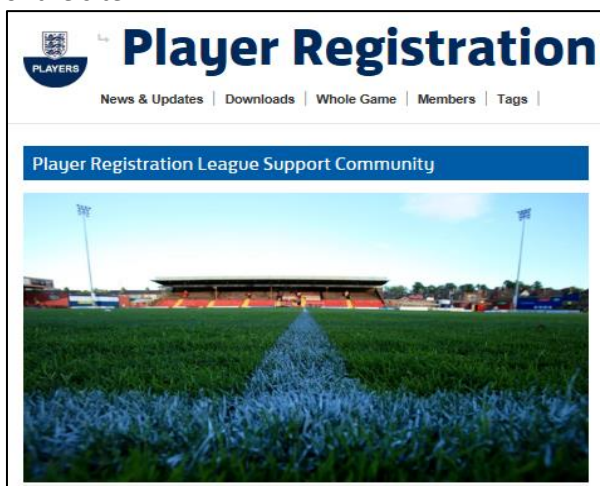 Player Registration
PLAYERS
News & Updates | Downloads | Whole Game | Members | Tags |
Player Registration League Support Community